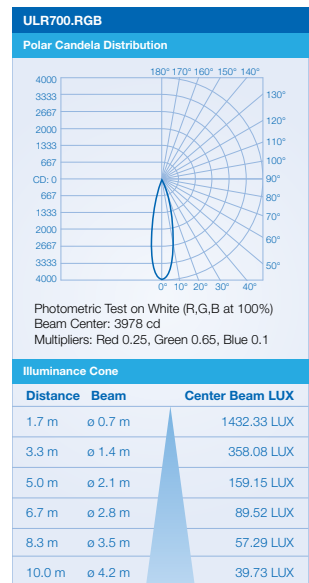 ULR700.RGB
Polar Candela Distribution
180° 170° 160° 150° 140°
4000
3333
2667
2000
1333
667
CD: 0
667
1333
2000
2667
3333
4000
130°
120°
110°
100°
90°
80°
70°
60°
50°
0° 10° 20° 30° 40°
Photometric Test on White (R,G,B at 100%)
Beam Center: 3978 cd
Multipliers: Red 0.25, Green 0.65, Blue 0.1
Illuminance Cone
Distance Beam Center Beam LUX
1.7 m ø 0.7 m 1432.33 LUX
3.3 m ø 1.4 m 358.08 LUX
5.0 m ø 2.1 m 159.15 LUX
6.7 m ø 2.8 m 89.52 LUX
8.3 m ø 3.5 m 57.29 LUX
10.0 m ø 4.2 m 39.73 LUX